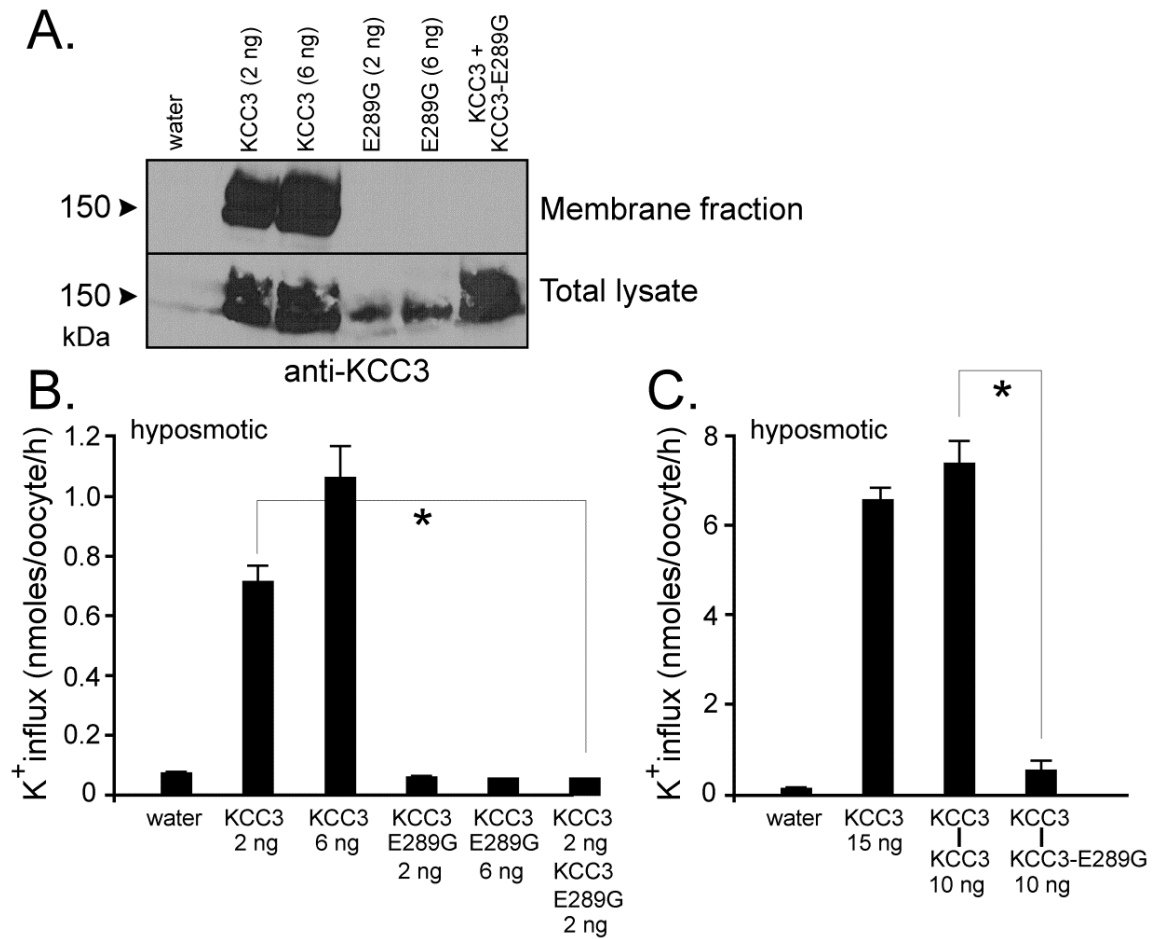 A.
water
KCC3 (2 ng)
KCC3 (6 ng)
E289G (2 ng)
E289G (6 ng)
KCC3 +
KCC3-E289G
150
Membrane fraction
150
Total lysate
kDa
anti-KCC3
B.
hyposmotic
K+ influx (nmoles/oocyte/h)
1.2
1.0
0.8
0.6
0.4
0.2
0
*
water
KCC3
2 ng
KCC3
6 ng
KCC3
E289G
2 ng
KCC3
E289G
6 ng
KCC3
2 ng
KCC3
E289G
2 ng
C.
hyposmotic
K+ influx (nmoles/oocyte/h)
8
6
4
2
0
*
water
KCC3
15 ng
KCC3
KCC3
10 ng
KCC3
KCC3-E289G
10 ng